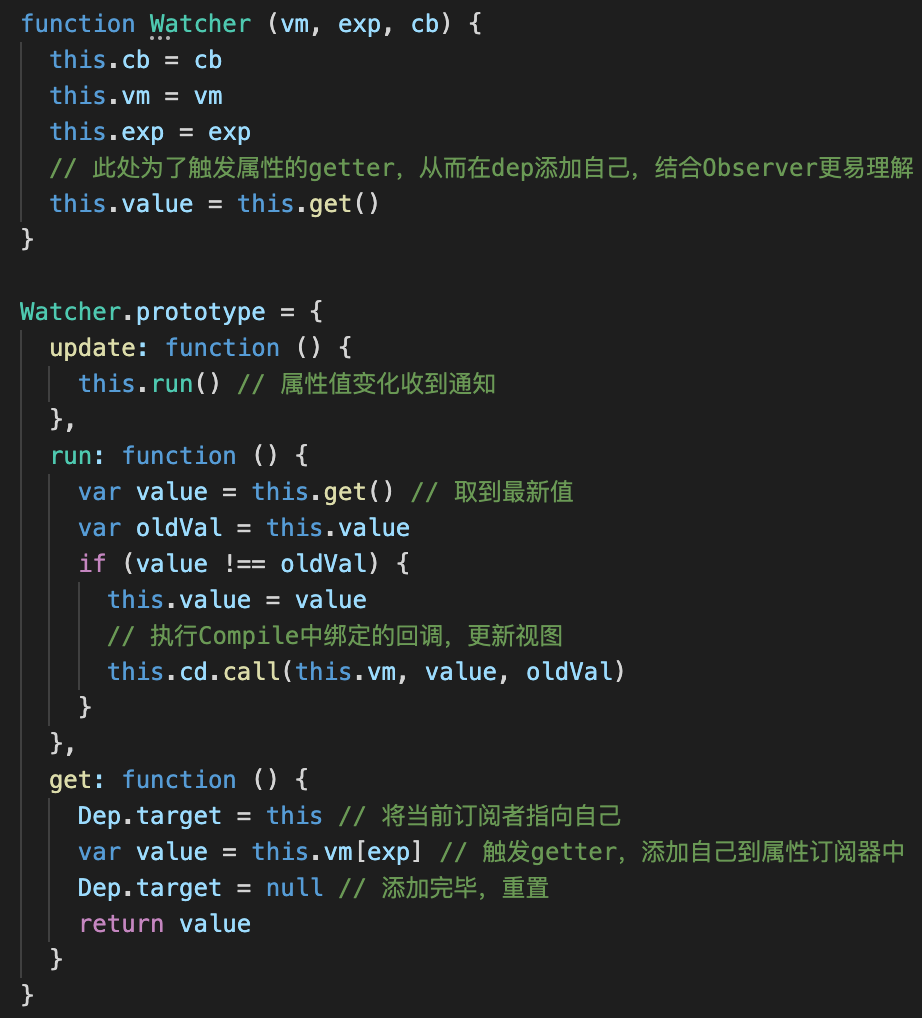 function Watcher (vm, exp, cb) {
  this.cb = cb
  this.vm = vm
  this.exp = exp
  // 此处为了触发属性的getter，从而在dep添加自己，结合Observer更易理解
  this.value = this.get()
}

Watcher.prototype = {
  update: function () {
    this.run() // 属性值变化收到通知
  },
  run: function () {
    var value = this.get() // 取到最新值
    var oldVal = this.value
    if (value !== oldVal) {
      this.value = value
      // 执行Compile中绑定的回调，更新视图
      this.cd.call(this.vm, value, oldVal)
    }
  },
  get: function () {
    Dep.target = this // 将当前订阅者指向自己
    var value = this.vm[exp] // 触发getter，添加自己到属性订阅器中
    Dep.target = null // 添加完毕，重置
    return value
  }
}